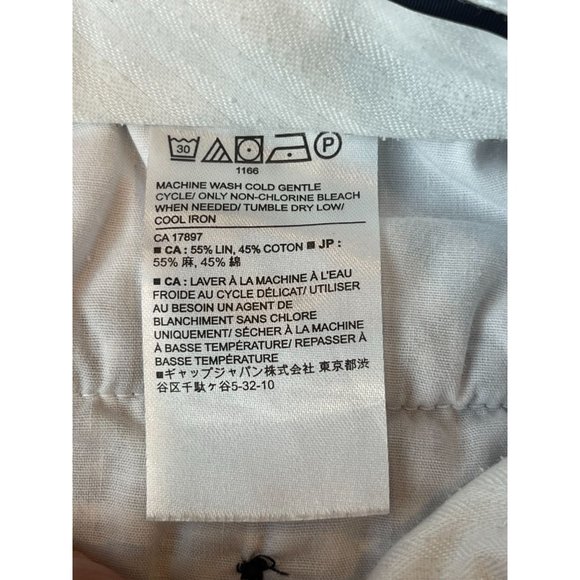 30 P
1166
MACHINE WASH COLD GENTLE
CYCLE/ ONLY NON-CHLORINE BLEACH
WHEN NEEDED/ TUMBLE DRY LOW/
COOL IRON
CA 17897
■ CA : 55% LIN, 45% COTON ■ JP :
55% 麻, 45% 綿
■ CA : LAVER À LA MACHINE À L'EAU
FROIDE AU CYCLE DÉLICAT/ UTILISER
AU BESOIN UN AGENT DE
BLANCHIMENT SANS CHLORE
UNIQUEMENT/ SÉCHER À LA MACHINE
À BASSE TEMPÉRATURE/ REPASSER À
BASSE TEMPÉRATURE
■ギャップジャパン株式会社 東京都渋
谷区千駄ヶ谷5-32-10